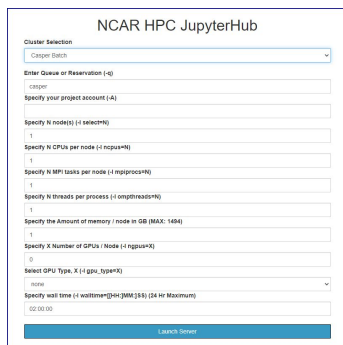 NCAR HPC JupyterHub
Cluster Selection
Casper Batch
Enter Queue or Reservation (-q)
casper
Specify your project account (-A)
Specify N node(s) (-l select=N)
1
Specify N CPUs per node (-l ncpus=N)
1
Specify N MPI tasks per node (-l mpiprocs=N)
1
Specify N threads per process (-l ompthreads=N)
1
Specify the Amount of memory / node in GB (MAX: 1494)
1
Specify X Number of GPUs / Node (-l ngpus=X)
0
Select GPU Type, X (-l gpu_type=X)
none
Specify wall time (-l walltime=[[HH:]MM:]SS) (24 Hr Maximum)
02:00:00
Launch Server